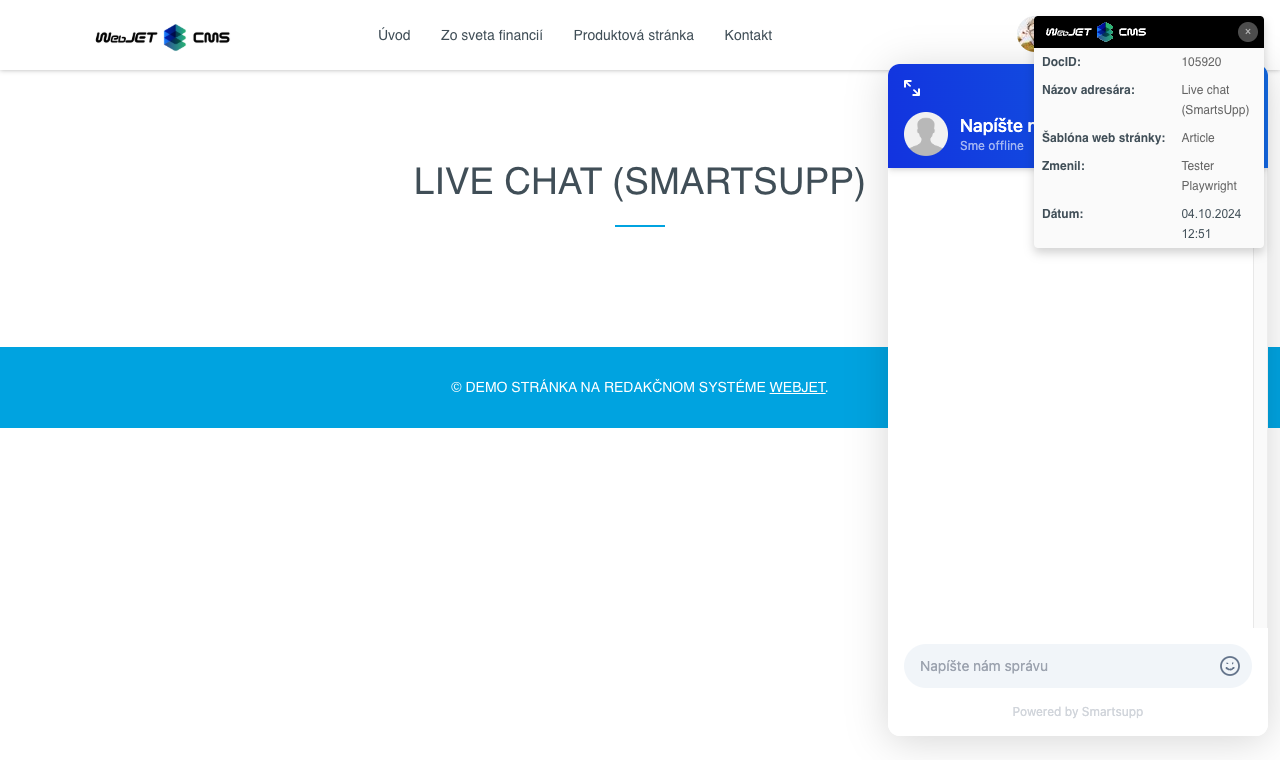 WebJET CMS
Úvod
Zo sveta financií
Produktová stránka
Kontakt
WebJET CMS
×
DocID: 105920
Názov adresára: Live chat
(SmartsUpp)
Šablóna web stránky: Article
Zmenil: Tester
Playwright
Dátum: 04.10.2024
12:51
Napíšte
Sme offline
LIVE CHAT (SMARTSUPP)
© DEMO STRÁNKA NA REDAKČNOM SYSTÉME WEBJET.
Napíšte nám správu
Powered by Smartsupp